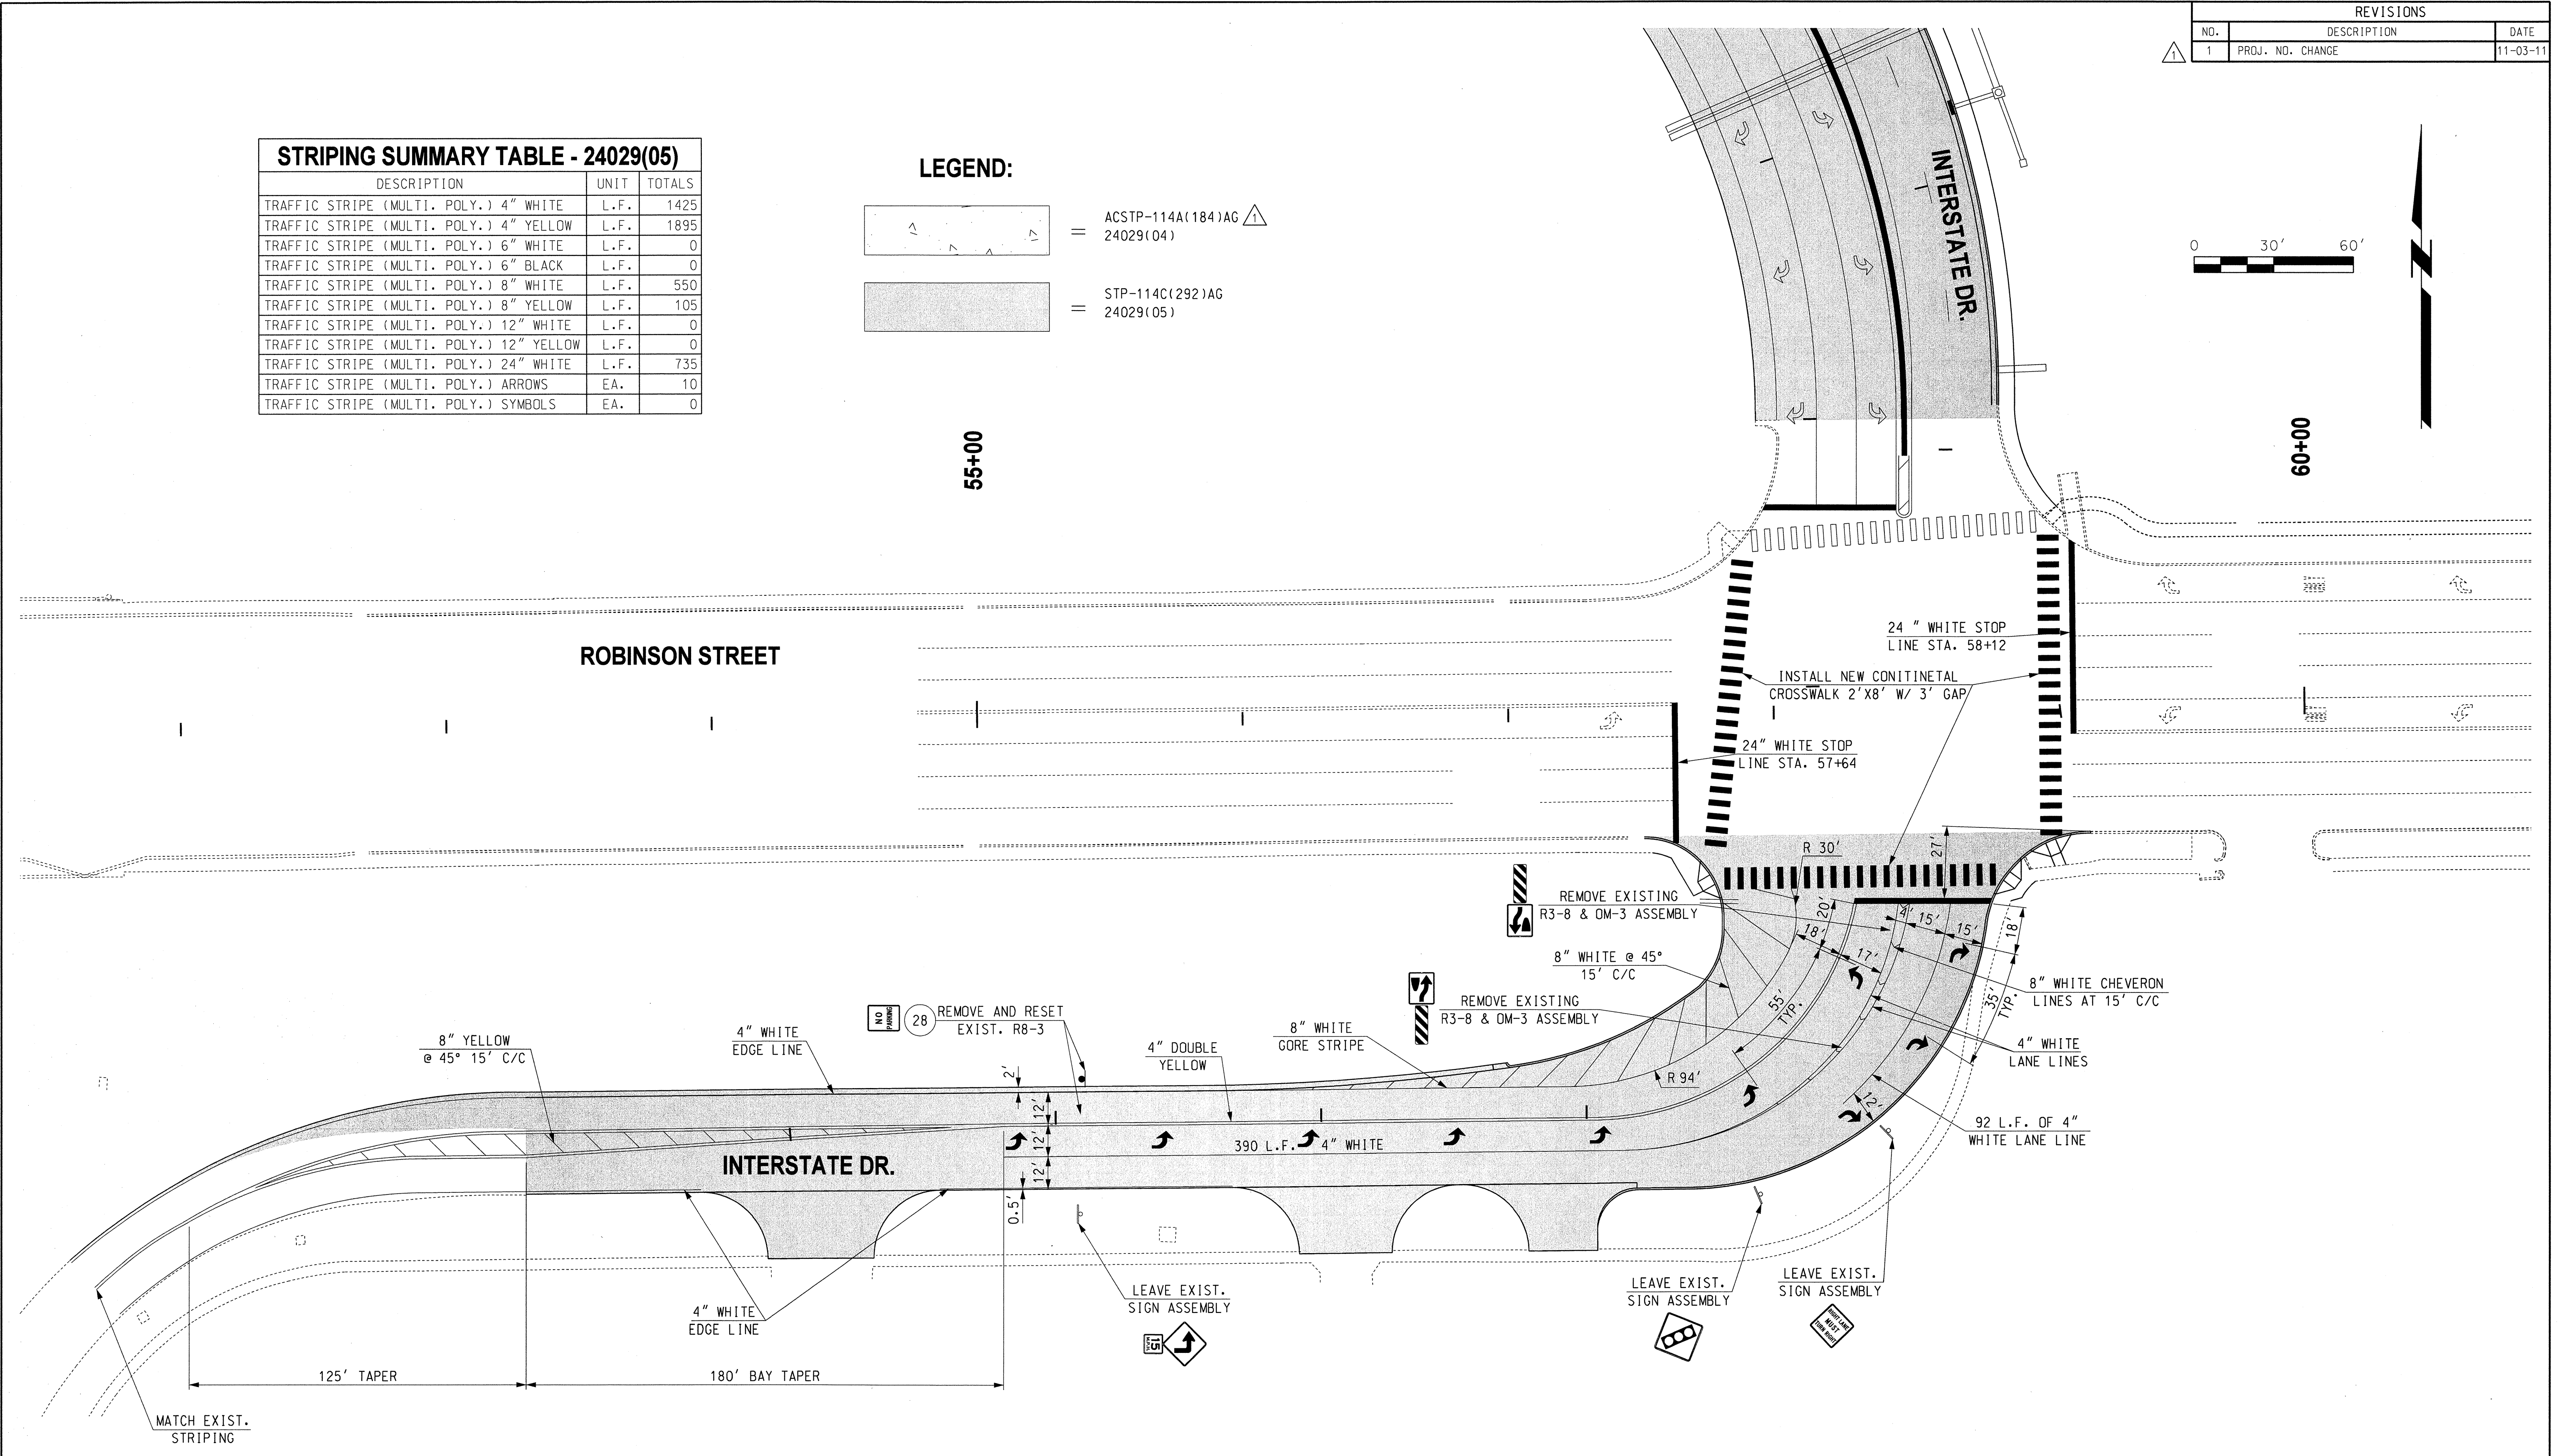 REVISIONS
NO. DESCRIPTION DATE
1 1 PROJ. NO. CHANGE 11-03-11
STRIPING SUMMARY TABLE - 24029(05)
DESCRIPTION UNIT TOTALS
TRAFFIC STRIPE (MULTI. POLY.) 4" WHITE L.F. 1425
TRAFFIC STRIPE (MULTI. POLY.) 4" YELLOW L.F. 1895
TRAFFIC STRIPE (MULTI. POLY.) 6" WHITE L.F. 0
TRAFFIC STRIPE (MULTI. POLY.) 6" BLACK L.F. 0
TRAFFIC STRIPE (MULTI. POLY.) 8" WHITE L.F. 550
TRAFFIC STRIPE (MULTI. POLY.) 8" YELLOW L.F. 105
TRAFFIC STRIPE (MULTI. POLY.) 12" WHITE L.F. 0
TRAFFIC STRIPE (MULTI. POLY.) 12" YELLOW L.F. 0
TRAFFIC STRIPE (MULTI. POLY.) 24" WHITE L.F. 735
TRAFFIC STRIPE (MULTI. POLY.) ARROWS EA. 10
TRAFFIC STRIPE (MULTI. POLY.) SYMBOLS EA. 0
LEGEND:
= ACSTP-114A(184)AG 1
24029(04)
= STP-114C(292)AG
24029(05)
INTERSTATE DR.
0 30' 60'
55+00
60+00
ROBINSON STREET
24 " WHITE STOP
LINE STA. 58+12
INSTALL NEW CONITINETAL
CROSSWALK 2'X8' W/ 3' GAP
24" WHITE STOP
LINE STA. 57+64
R 30'
27'
REMOVE EXISTING
R3-8 & OM-3 ASSEMBLY
20'
4'
15'
15'
18'
18'
17'
8" WHITE @ 45°
15' C/C
8" WHITE CHEVERON
LINES AT 15' C/C
35'
TYP.
55'
TYP.
REMOVE EXISTING
R3-8 & OM-3 ASSEMBLY
NO
PARKING
28
REMOVE AND RESET
EXIST. R8-3
8" WHITE
GORE STRIPE
4" WHITE
EDGE LINE
8" YELLOW
@ 45° 15' C/C
4" DOUBLE
YELLOW
4" WHITE
LANE LINES
2'
R 94'
12'
12'
12'
12'
0.5'
390 L.F. 4" WHITE
92 L.F. OF 4"
WHITE LANE LINE
INTERSTATE DR.
LEAVE EXIST.
SIGN ASSEMBLY
15
LEAVE EXIST.
SIGN ASSEMBLY
LEAVE EXIST.
SIGN ASSEMBLY
RIGHT LANE
MUST
TURN RIGHT
4" WHITE
EDGE LINE
125' TAPER
180' BAY TAPER
MATCH EXIST.
STRIPING